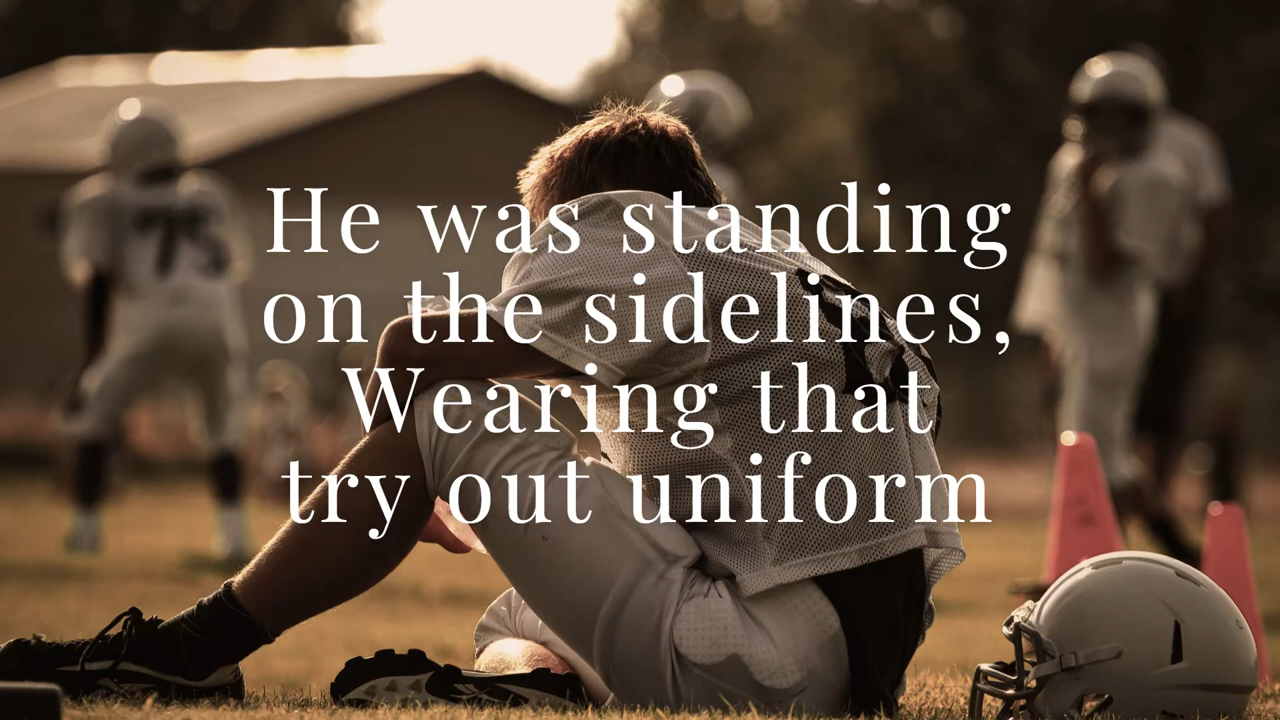 He was standing
on the sidelines,
Wearing that
try out uniform